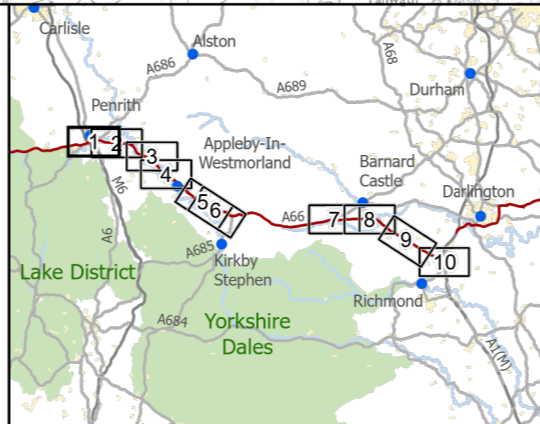 Carlisle
Alston
A686
A689
A68
Durham
Penrith
1
2
3
4
5
6
Appleby-In-
Westmorland
Barnard
Castle
Darlington
M6
A66
7
8
9
10
A6
A685
Kirkby
Stephen
Lake District
Richmond
A684
Yorkshire
Dales
A1(M)